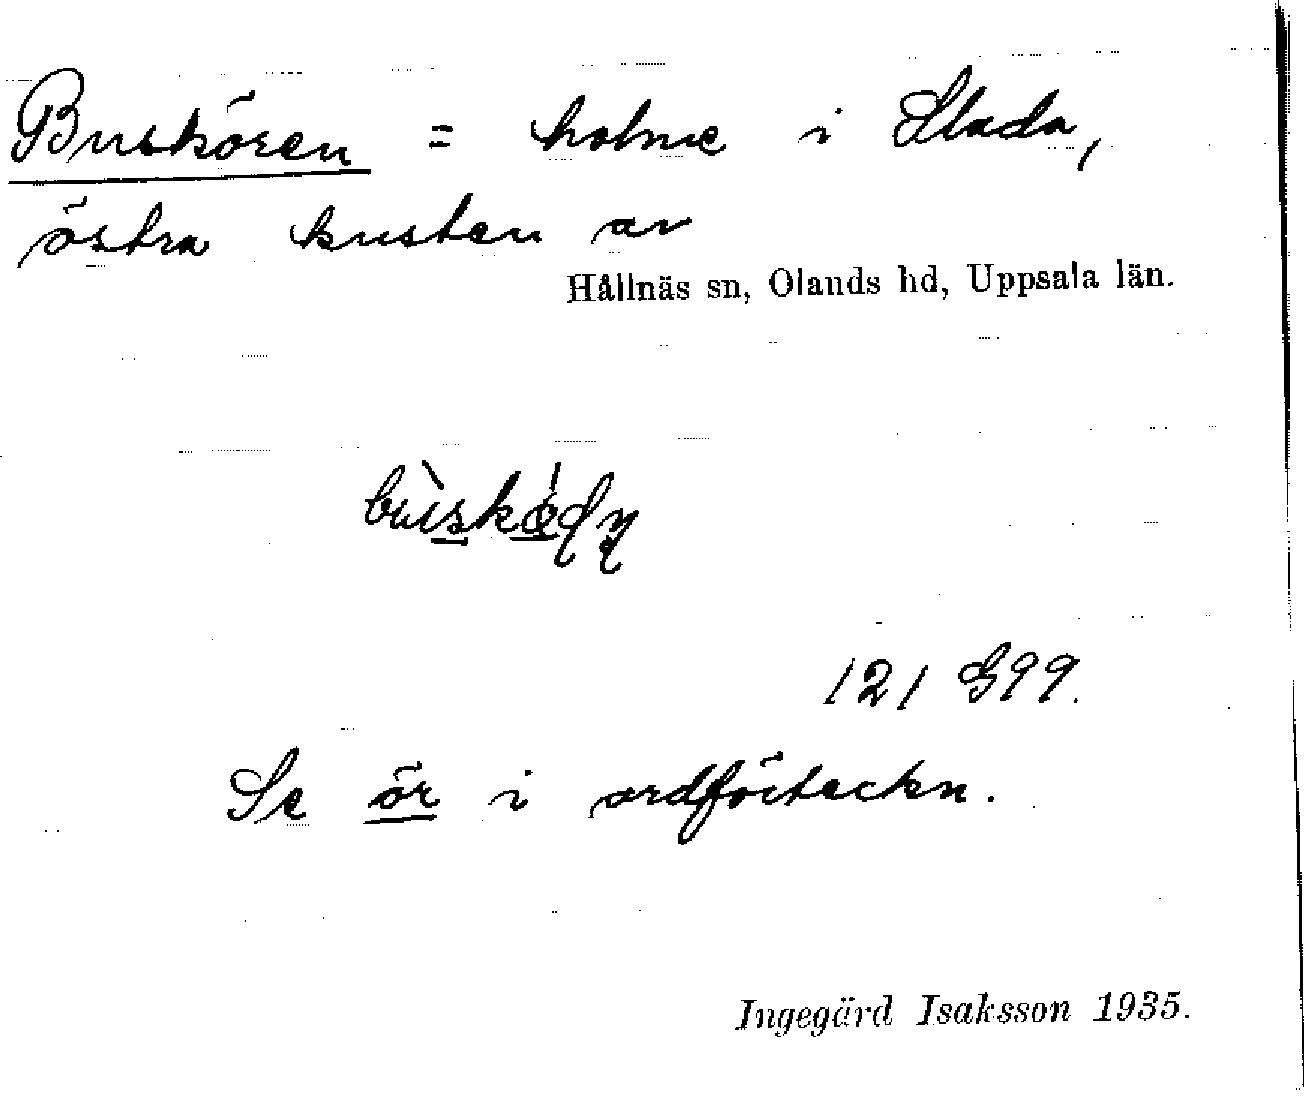 Buskören = holme i Slada,
östra kusten av
Hållnäs sn, Olands hd, Uppsala län.
121 G99.
Se ör i ordförteckn.
Ingegärd Isaksson 1935.